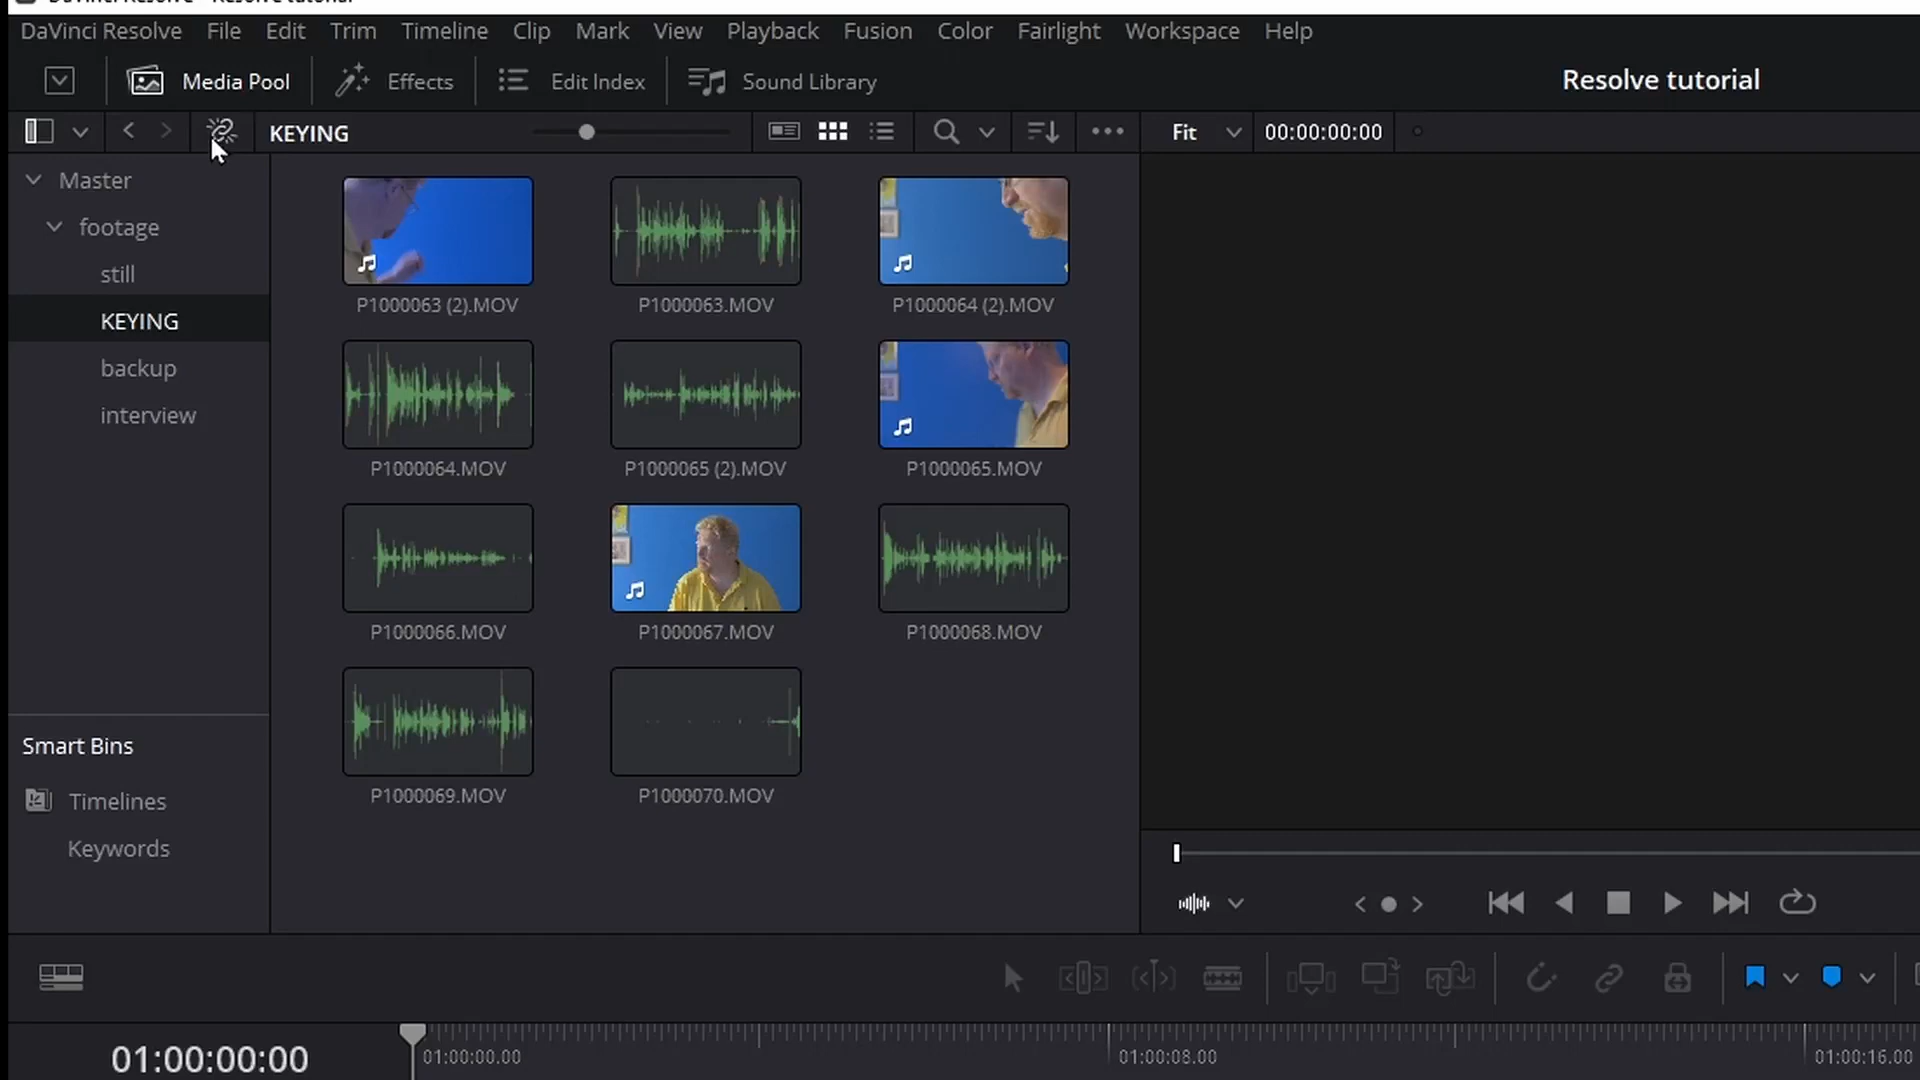 DaVinci Resolve - Resolve tutorial
DaVinci Resolve File Edit Trim Timeline Clip Mark View Playback Fusion Color Fairlight Workspace Help
Media Pool Effects Edit Index Sound Library Resolve tutorial
KEYING Fit 00:00:00:00
Master
footage
still
KEYING
backup
interview
P1000063 (2).MOV P1000063.MOV P1000064 (2).MOV
P1000064.MOV P1000065 (2).MOV P1000065.MOV
P1000066.MOV P1000067.MOV P1000068.MOV
P1000069.MOV P1000070.MOV
Smart Bins
Timelines
Keywords
01:00:00:00 01:00:00.00 01:00:08.00 01:00:16.00